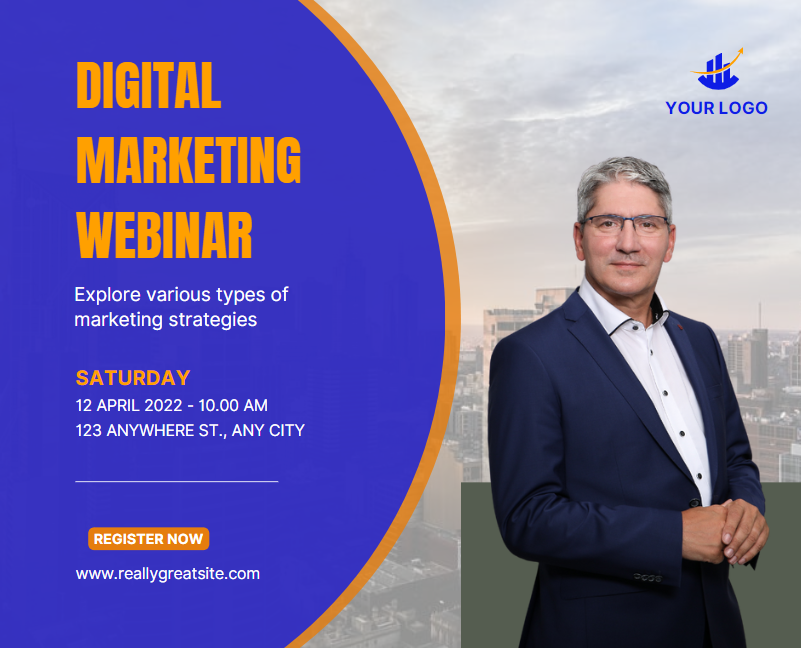 DIGITAL
MARKETING
WEBINAR
Explore various types of
marketing strategies
SATURDAY
12 APRIL 2022 - 10.00 AM
123 ANYWHERE ST., ANY CITY
REGISTER NOW
www.reallygreatsite.com
YOUR LOGO